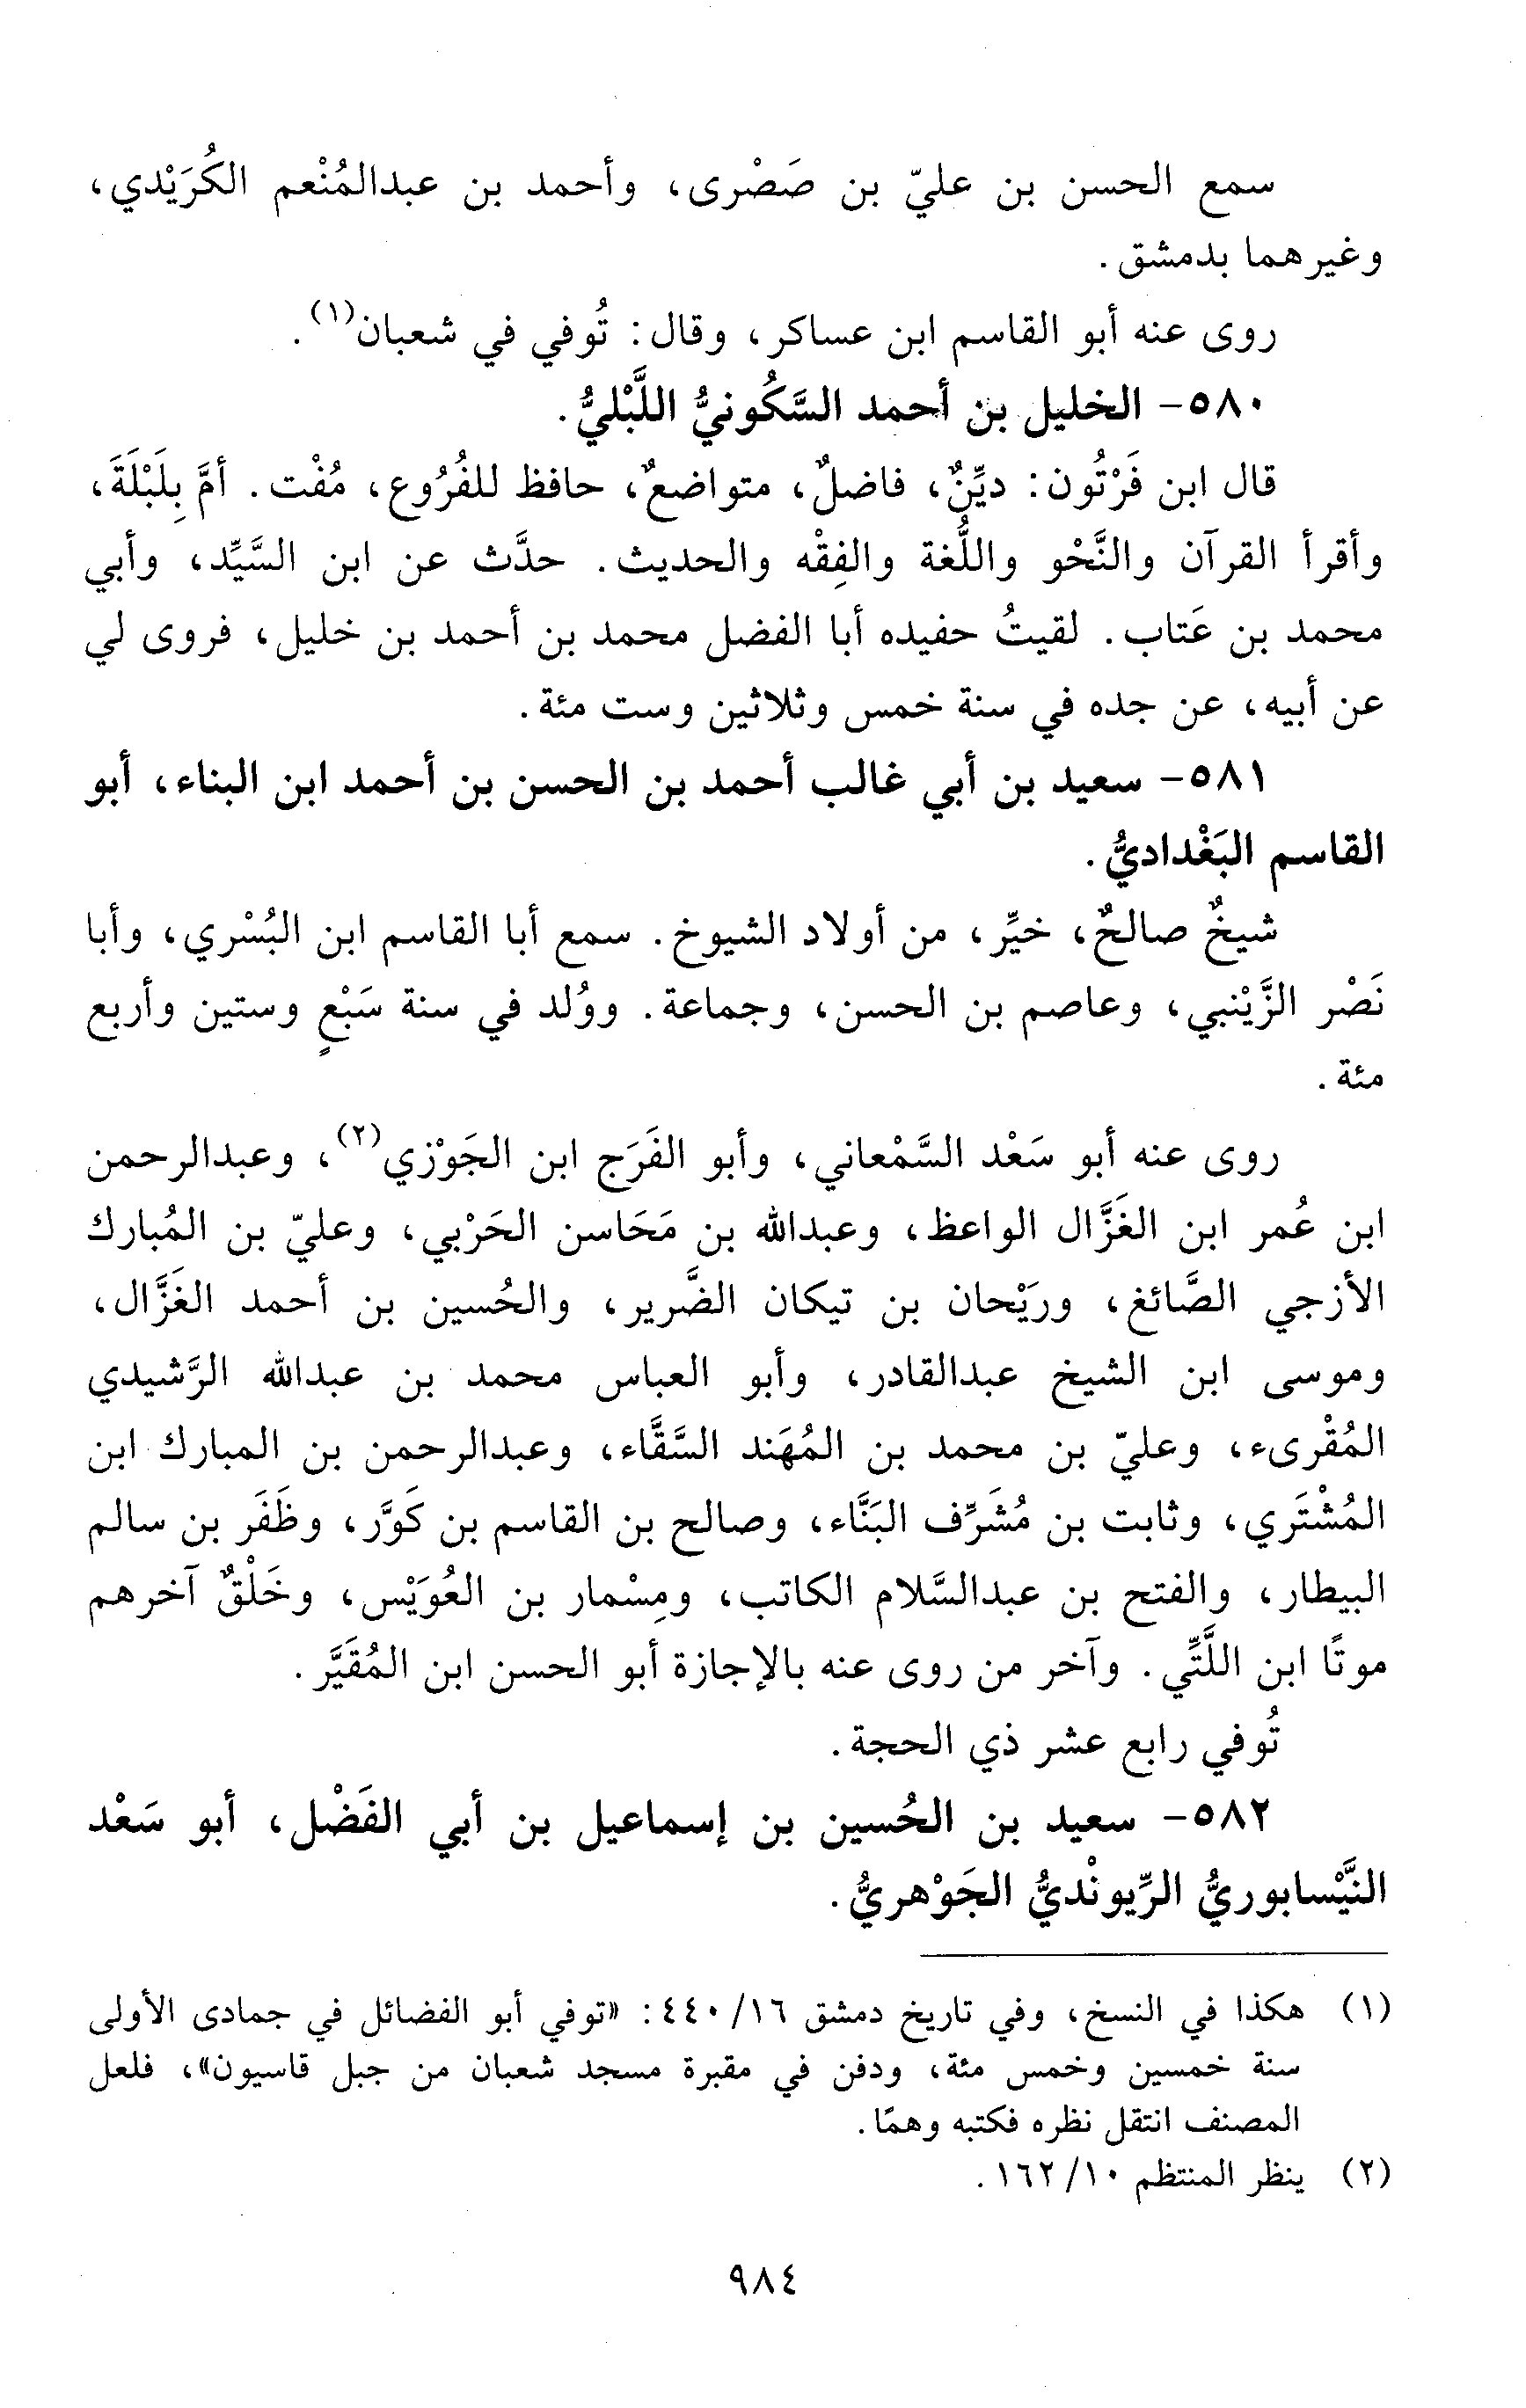 سمع الحسن بن عليّ بن صَصْرى، وأحمد بن عبدالمُنْعم الكُرَيْدي،
وغيرهما بدمشق.
روى عنه أبو القاسم ابن عساكر، وقال: تُوفي في شعبان(١).
٥٨٠- الخليل بن أحمد السَّكُونيُّ اللَّبْليُّ.
قال ابن فَرْتُون: ديِّنٌ، فاضلٌ، متواضعٌ، حافظ للفُرُوع، مُفْت. أمَّ بِلَبْلَةَ،
وأقرأ القرآن والنَّحْو واللُّغة والفِقْه والحديث. حدَّث عن ابن السَّيِّد، وأبي
محمد بن عَتاب. لقيتُ حفيده أبا الفضل محمد بن أحمد بن خليل، فروى لي
عن أبيه، عن جده في سنة خمس وثلاثين وست مئة.
٥٨١- سعيد بن أبي غالب أحمد بن الحسن بن أحمد ابن البناء، أبو
القاسم البَغْداديُّ.
شيخٌ صالحٌ، خيِّر، من أولاد الشيوخ. سمع أبا القاسم ابن البُسْري، وأبا
نَصْر الزَّيْنبي، وعاصم بن الحسن، وجماعة. ووُلد في سنة سَبْعٍ وستين وأربع
مئة.
روى عنه أبو سَعْد السَّمْعاني، وأبو الفَرَج ابن الجَوْزي(٢)، وعبدالرحمن
ابن عُمر ابن الغَزَّال الواعظ، وعبدالله بن مَحَاسن الحَرْبي، وعليّ بن المُبارك
الأزجي الصَّائغ، وريَْحان بن تيكان الضَّرير، والحُسين بن أحمد الغَزَّال،
وموسى ابن الشيخ عبدالقادر، وأبو العباس محمد بن عبدالله الرَّشيدي
المُقْرىء، وعليّ بن محمد بن المُهَند السَّقَّاء، وعبدالرحمن بن المبارك ابن
المُشْتَري، وثابت بن مُشَرِّف البَنَّاء، وصالح بن القاسم بن كَوَّر، وظَفَر بن سالم
البيطار، والفتح بن عبدالسَّلام الكاتب، ومِسْمار بن العُوَيْس، وخَلْقٌ آخرهم
موتًا ابن اللَّتِّي. وآخر من روى عنه بالإجازة أبو الحسن ابن المُقَيَّر.
تُوفي رابع عشر ذي الحجة.
٥٨٢- سعيد بن الحُسين بن إسماعيل بن أبي الفَضْل، أبو سَعْد
النَّيْسابوريُّ الرِّيونْديُّ الجَوْهريُّ.
(١) هكذا في النسخ، وفي تاريخ دمشق ١٦/ ٤٤٠: «توفي أبو الفضائل في جمادى الأولى
سنة خمسين وخمس مئة، ودفن في مقبرة مسجد شعبان من جبل قاسيون»، فلعل
المصنف انتقل نظره فكتبه وهمًا.
(٢) ينظر المنتظم ١٠/ ١٦٢.
٩٨٤